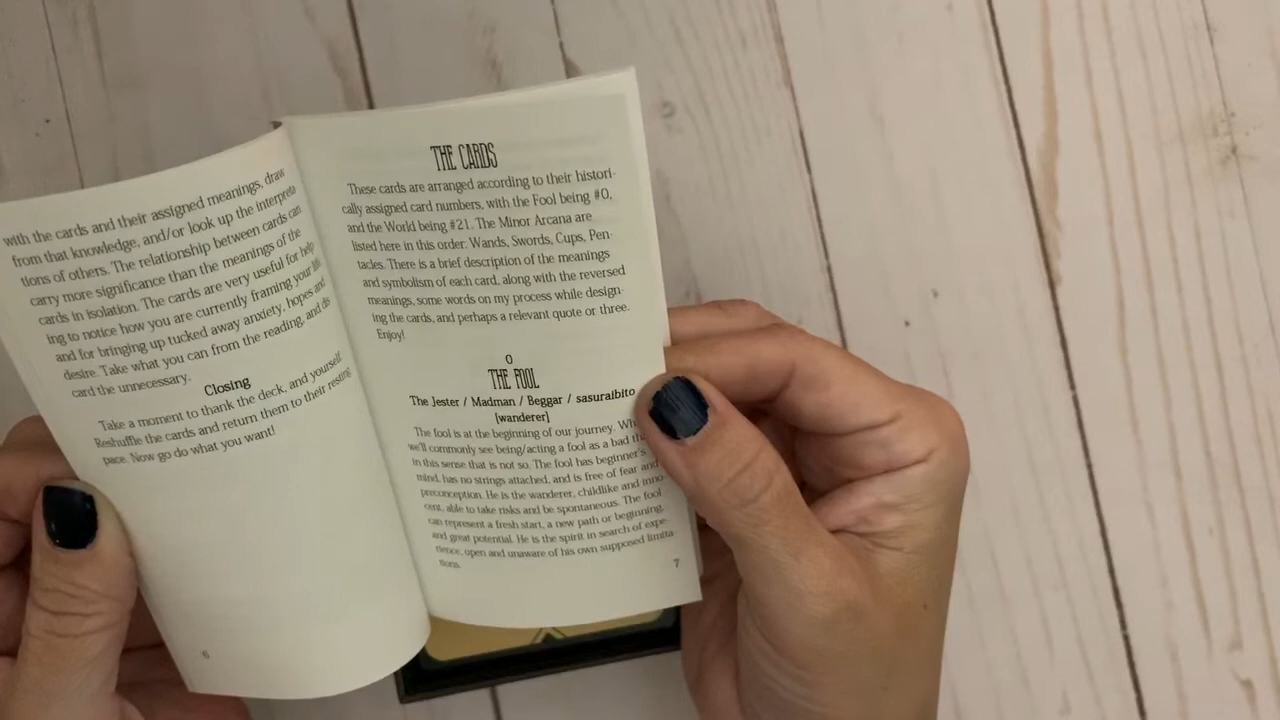 with the cards and their assigned meanings, draw
from that knowledge, and/or look up the interpreta
tions of others. The relationship between cards can
carry more significance than the meanings of the
cards in isolation. The cards are very useful for help
ing to notice how you are currently framing your life
and for bringing up tucked away anxiety, hopes and
desire. Take what you can from the reading, and dis
card the unnecessary.
Closing
Take a moment to thank the deck, and yourself.
Reshuffle the cards and return them to their resting
pace. Now go do what you want!
6
THE CARDS
These cards are arranged according to their histori-
cally assigned card numbers, with the Fool being #0,
and the World being #21. The Minor Arcana are
listed here in this order: Wands, Swords, Cups, Pen-
tacles. There is a brief description of the meanings
and symbolism of each card, along with the reversed
meanings, some words on my process while design-
ing the cards, and perhaps a relevant quote or three.
Enjoy!
0
THE FOOL
The Jester / Madman / Beggar / sasuraibito
[wanderer]
The fool is at the beginning of our journey.
we'll commonly see being/acting a fool as a bad
in this sense that is not so. The fool has beginner's
mind, has no strings attached, and is free of fear and
preconception. He is the wanderer, childlike and inno-
cent, able to take risks and be spontaneous. The fool
can represent a fresh start, a new path or beginning,
and great potential. He is the spirit in search of expe-
rience, open and unaware of his own supposed limita-
tions.
7